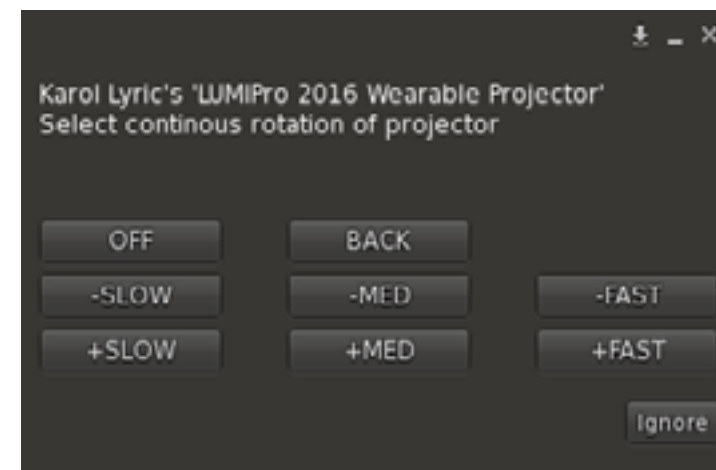 Karol Lyric's 'LUMIPro 2016 Wearable Projector'
Select continous rotation of projector
OFF BACK
-SLOW -MED -FAST
+SLOW +MED +FAST
Ignore